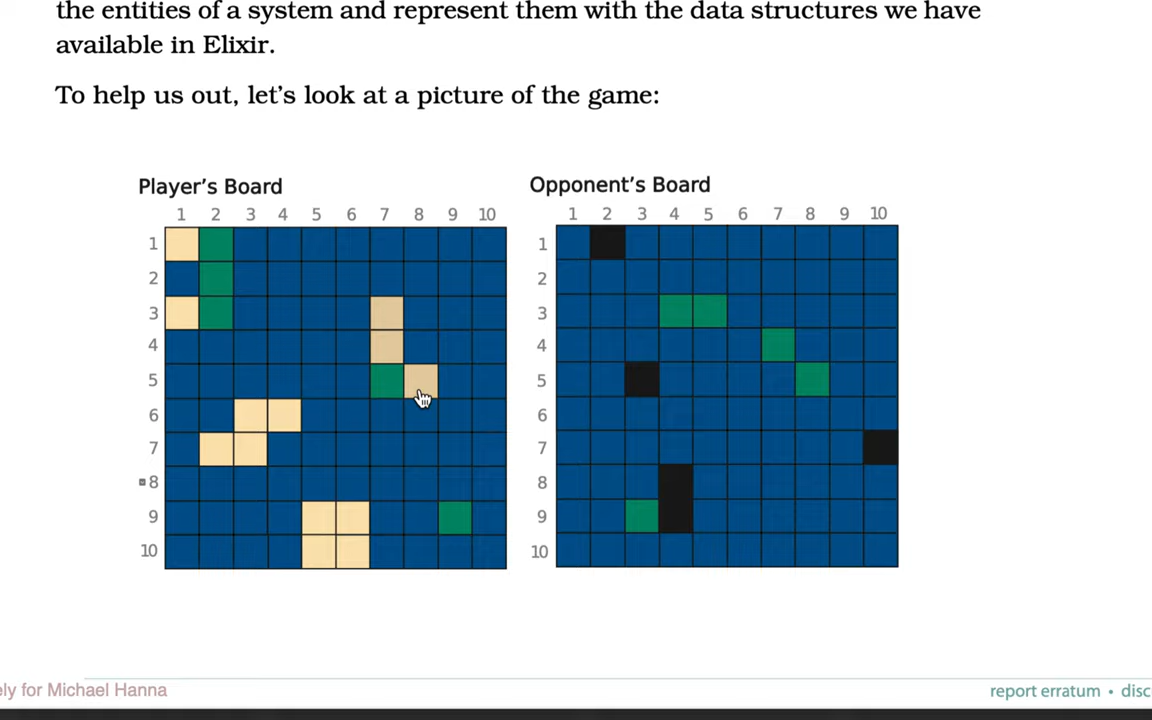 the entities of a system and represent them with the data structures we have
available in Elixir.
To help us out, let's look at a picture of the game:
Player's Board
1 2 3 4 5 6 7 8 9 10
1
2
3
4
5
6
7
8
9
10
Opponent's Board
1 2 3 4 5 6 7 8 9 10
1
2
3
4
5
6
7
8
9
10
ely for Michael Hanna
report erratum • disc